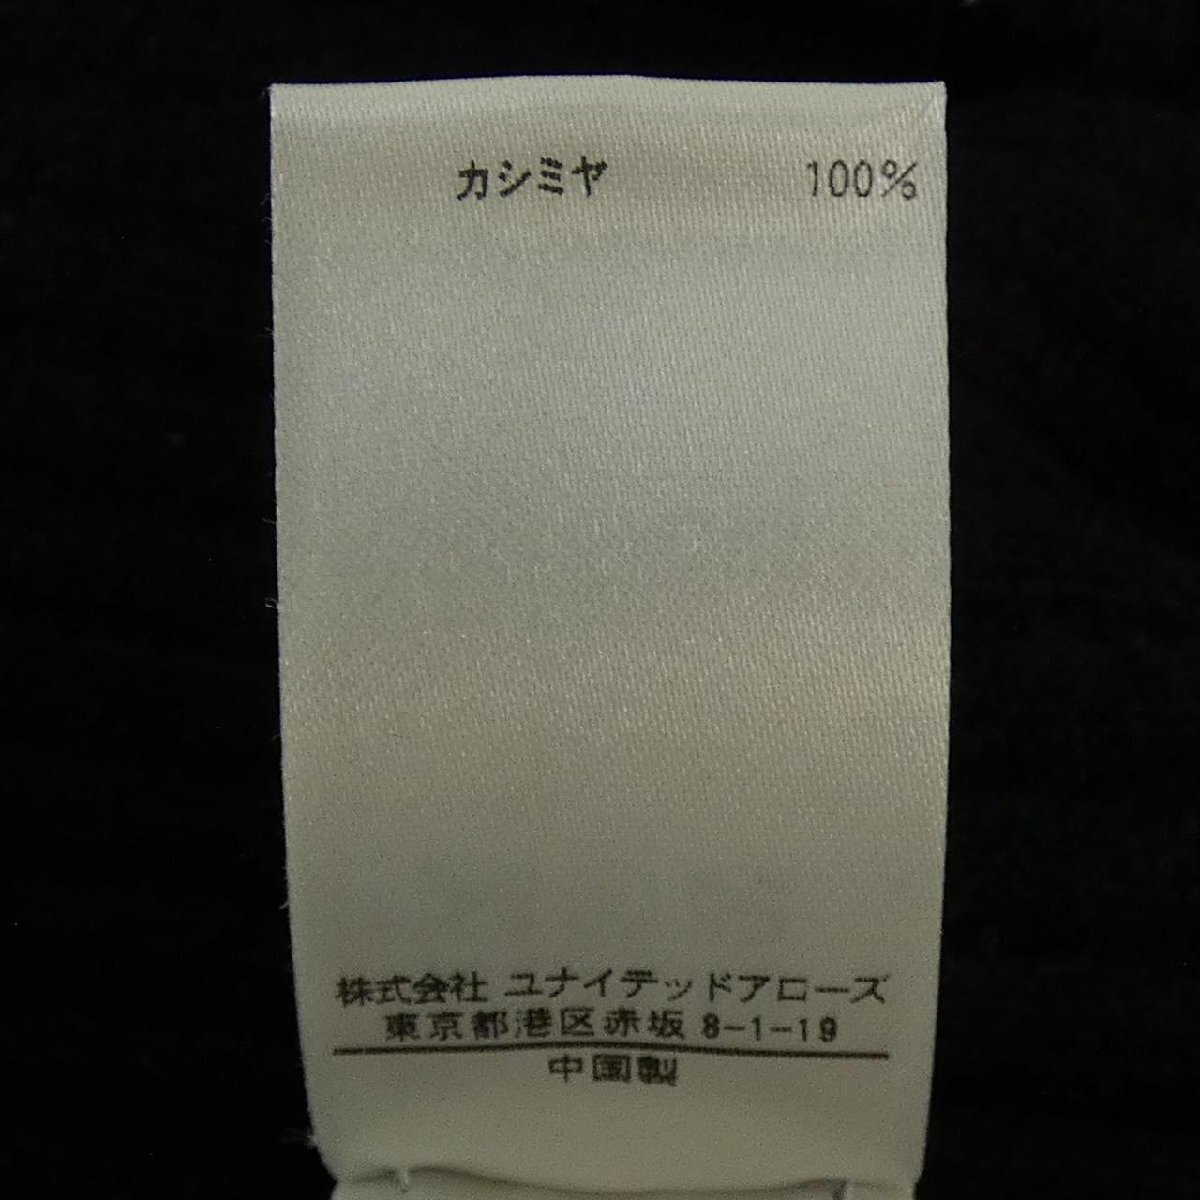 カシミヤ 100%
株式会社 ユナイテッドアローズ
東京都港区赤坂 8-1-19
中国製